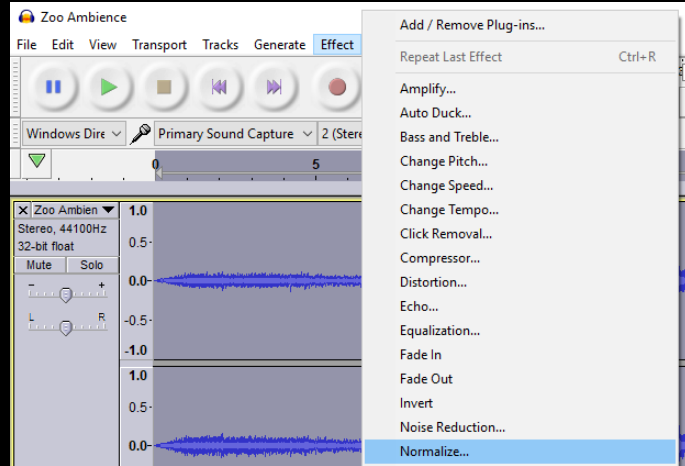 Zoo Ambience
File Edit View Transport Tracks Generate Effect
Add / Remove Plug-ins...
Repeat Last Effect Ctrl+R
Amplify...
Auto Duck...
Bass and Treble...
Change Pitch...
Change Speed...
Change Tempo...
Click Removal...
Compressor...
Distortion...
Echo...
Equalization...
Fade In
Fade Out
Invert
Noise Reduction...
Normalize...
Windows Dire Primary Sound Capture 2 (Stere
0 5
Zoo Ambien
Stereo, 44100Hz
32-bit float
Mute Solo
- +
L R
1.0
0.5-
0.0-
-0.5-
-1.0
1.0
0.5-
0.0-